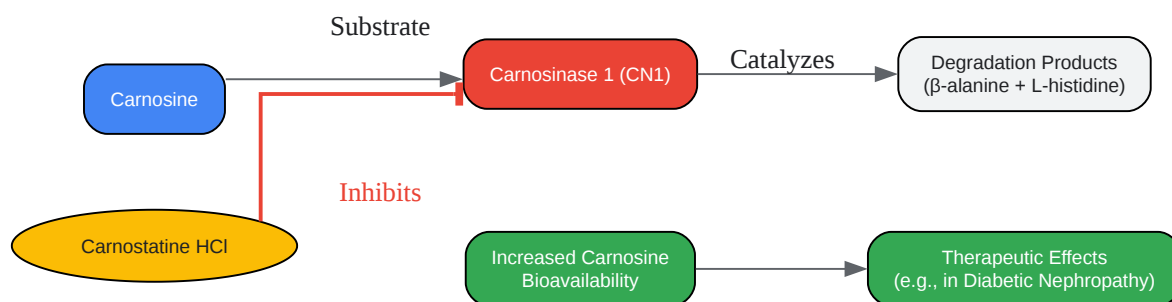 Substrate
Carnosine
Carnosinase 1 (CN1)
Catalyzes
Degradation Products
(β-alanine + L-histidine)
Inhibits
Carnostatine HCl
Increased Carnosine
Bioavailability
Therapeutic Effects
(e.g., in Diabetic Nephropathy)